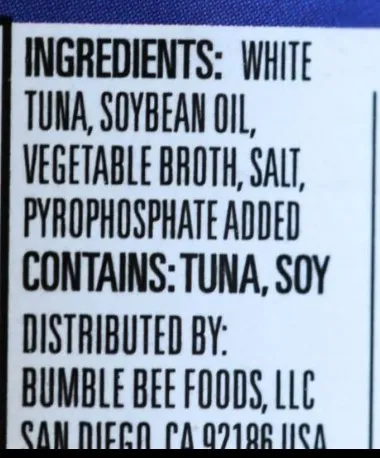 INGREDIENTS: WHITE
TUNA, SOYBEAN OIL,
VEGETABLE BROTH, SALT,
PYROPHOSPHATE ADDED
CONTAINS: TUNA, SOY
DISTRIBUTED BY:
BUMBLE BEE FOODS, LLC
SAN DIEGO, CA 92186 USA